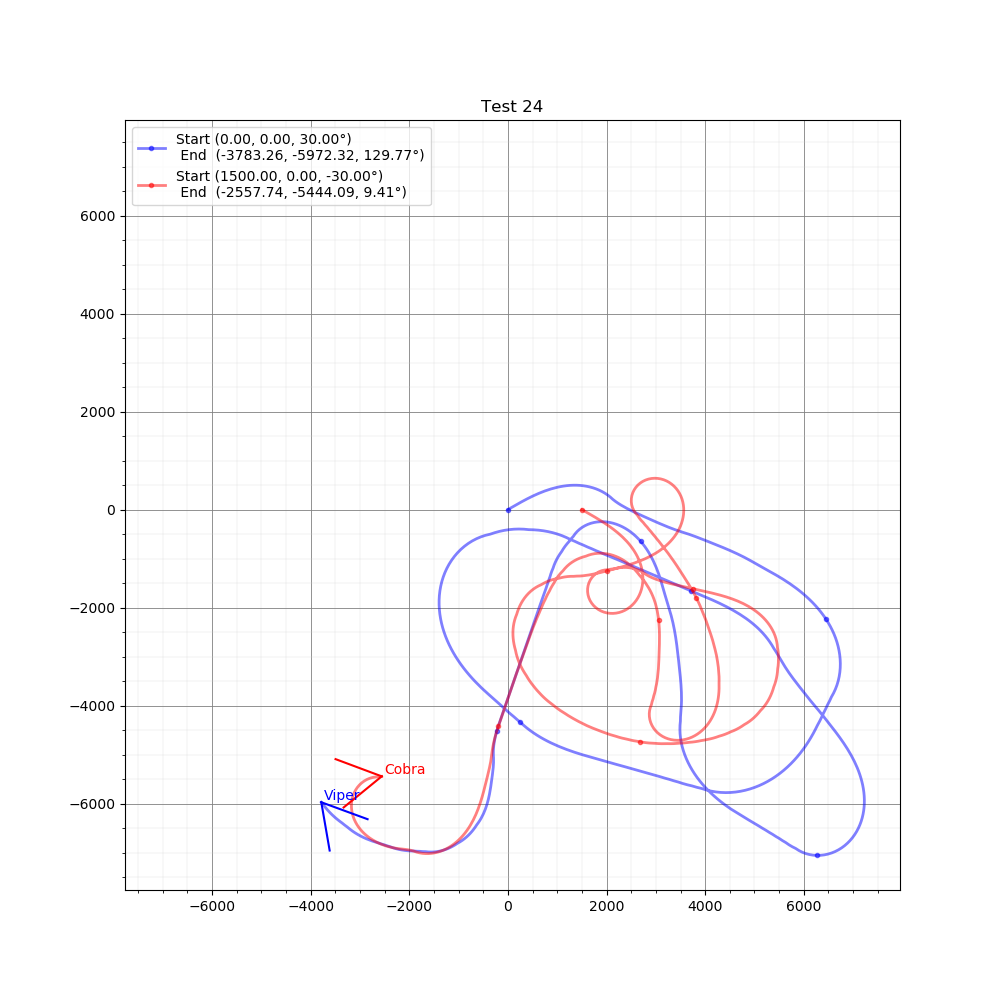 Test 24
Start (0.00, 0.00, 30.00°)
End (-3783.26, -5972.32, 129.77°)
Start (1500.00, 0.00, -30.00°)
End (-2557.74, -5444.09, 9.41°)
6000
4000
2000
0
−2000
−4000
−6000
Cobra
Viper
−6000 −4000 −2000 0 2000 4000 6000